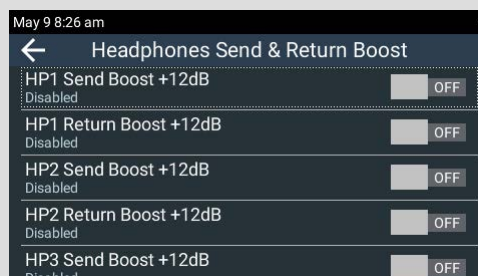 May 9 8:26 am
Headphones Send & Return Boost
HP1 Send Boost +12dB
OFF
Disabled
HP1 Return Boost +12dB
OFF
Disabled
HP2 Send Boost +12dB
OFF
Disabled
HP2 Return Boost +12dB
OFF
Disabled
HP3 Send Boost +12dB
OFF